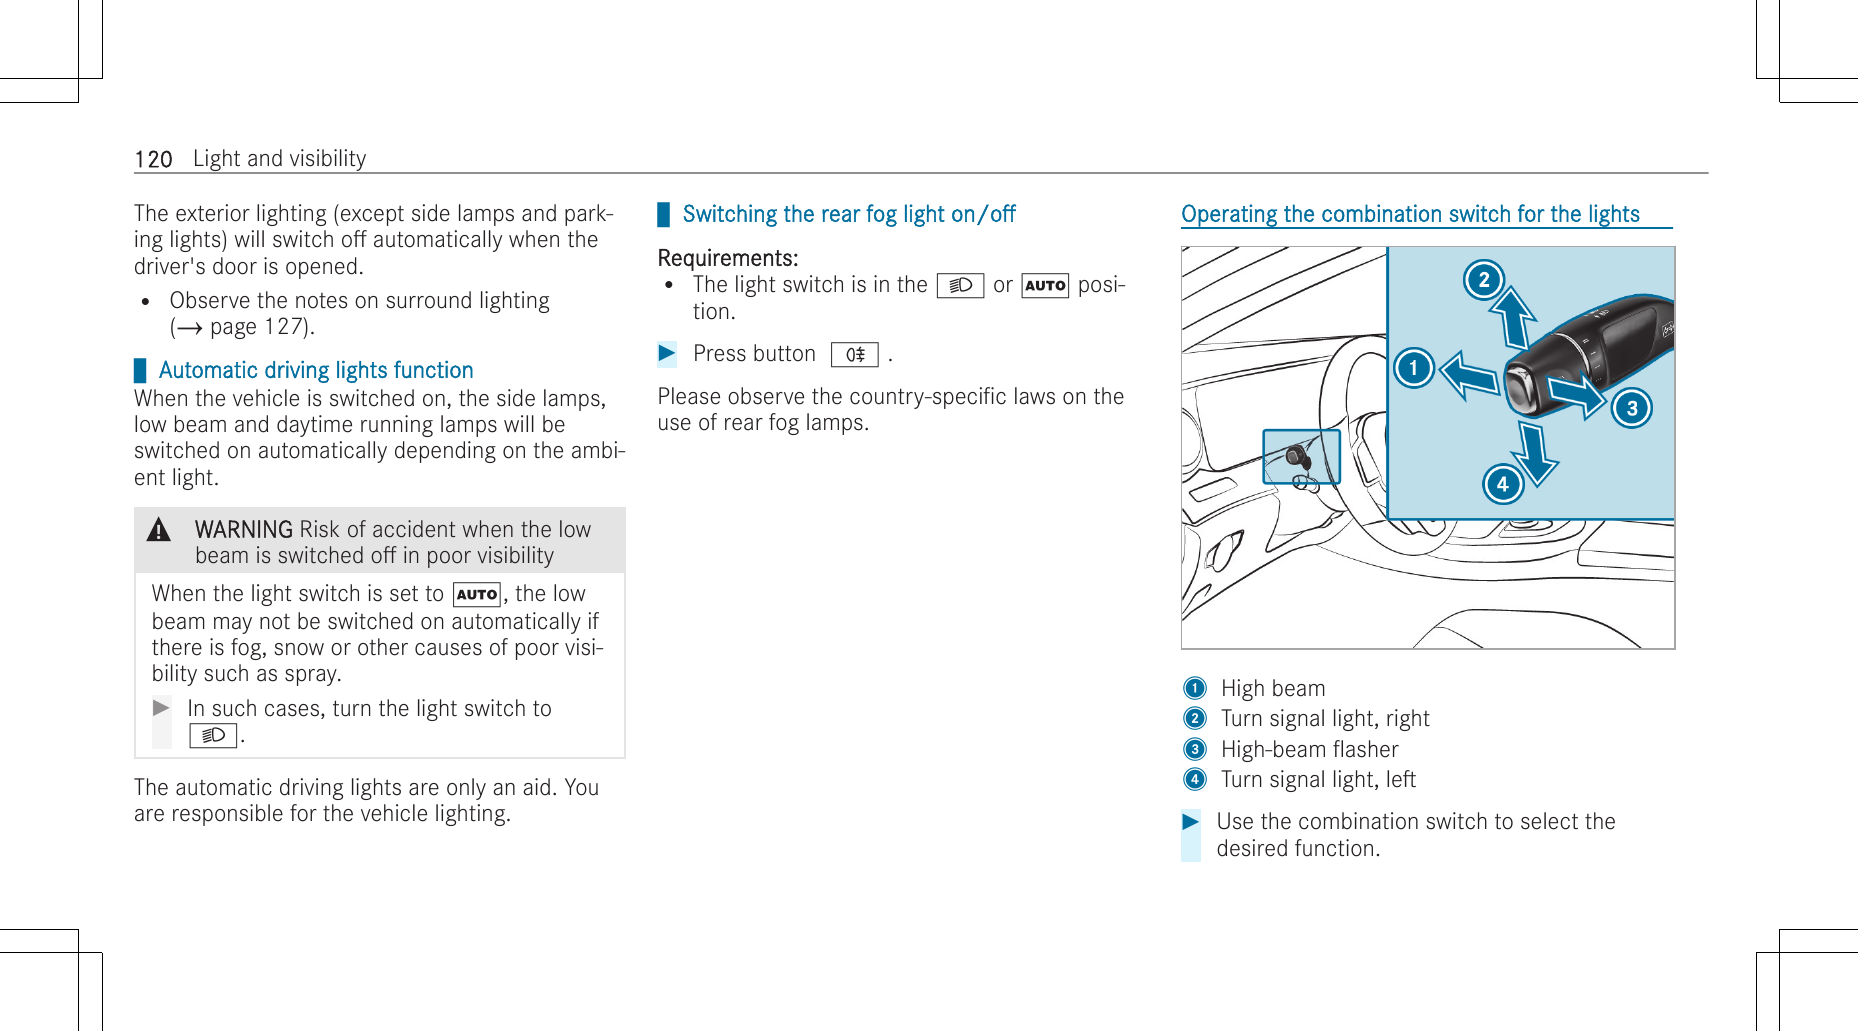 120 Light and visibility
The exterior lighting (except side lamps and park-
ing lights) will switch off automatically when the
driver's door is opened.
• Observe the notes on surround lighting
(→ page 127).
Automatic driving lights function
When the vehicle is switched on, the side lamps,
low beam and daytime running lamps will be
switched on automatically depending on the ambi-
ent light.
WARNING Risk of accident when the low
beam is switched off in poor visibility
When the light switch is set to AUTO, the low
beam may not be switched on automatically if
there is fog, snow or other causes of poor visi-
bility such as spray.
▶ In such cases, turn the light switch to
.
The automatic driving lights are only an aid. You
are responsible for the vehicle lighting.
Switching the rear fog light on/off
Requirements:
• The light switch is in the or AUTO posi-
tion.
▶ Press button .
Please observe the country-specific laws on the
use of rear fog lamps.
Operating the combination switch for the lights
2
1
3
4
1 High beam
2 Turn signal light, right
3 High-beam flasher
4 Turn signal light, left
▶ Use the combination switch to select the
desired function.